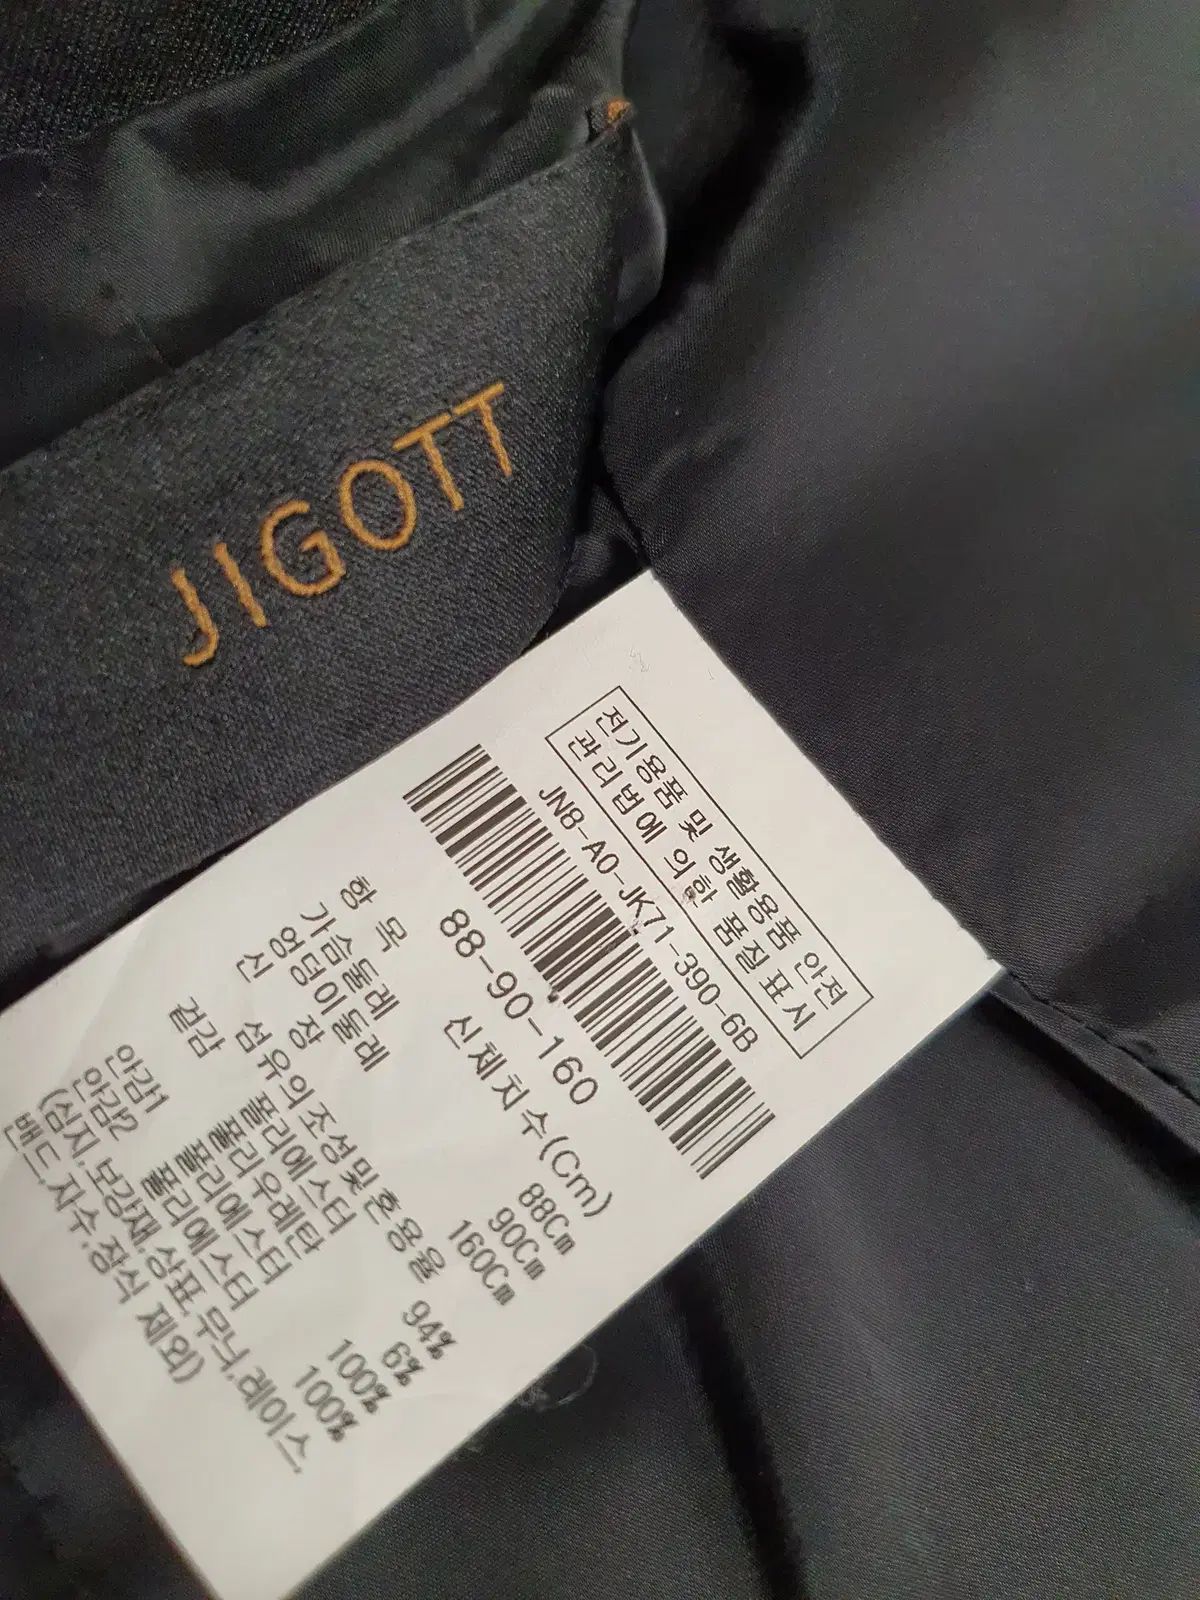 JIGOTT
전기용품 및 생활용품 안전
관리법에 의한 품질표시
JN8-A0-JK71-390-6B
88-90-160
항 목 신체치수(Cm)
가슴둘레 88Cm
엉덩이둘레 90Cm
신 장 160Cm
섬유의조성및혼용율
겉감 폴리에스터 94%
폴리우레탄 6%
안감1 폴리에스터 100%
안감2 폴리에스터 100%
(심지,보강재,상표,무늬,레이스,
밴드,자수,장식 제외)